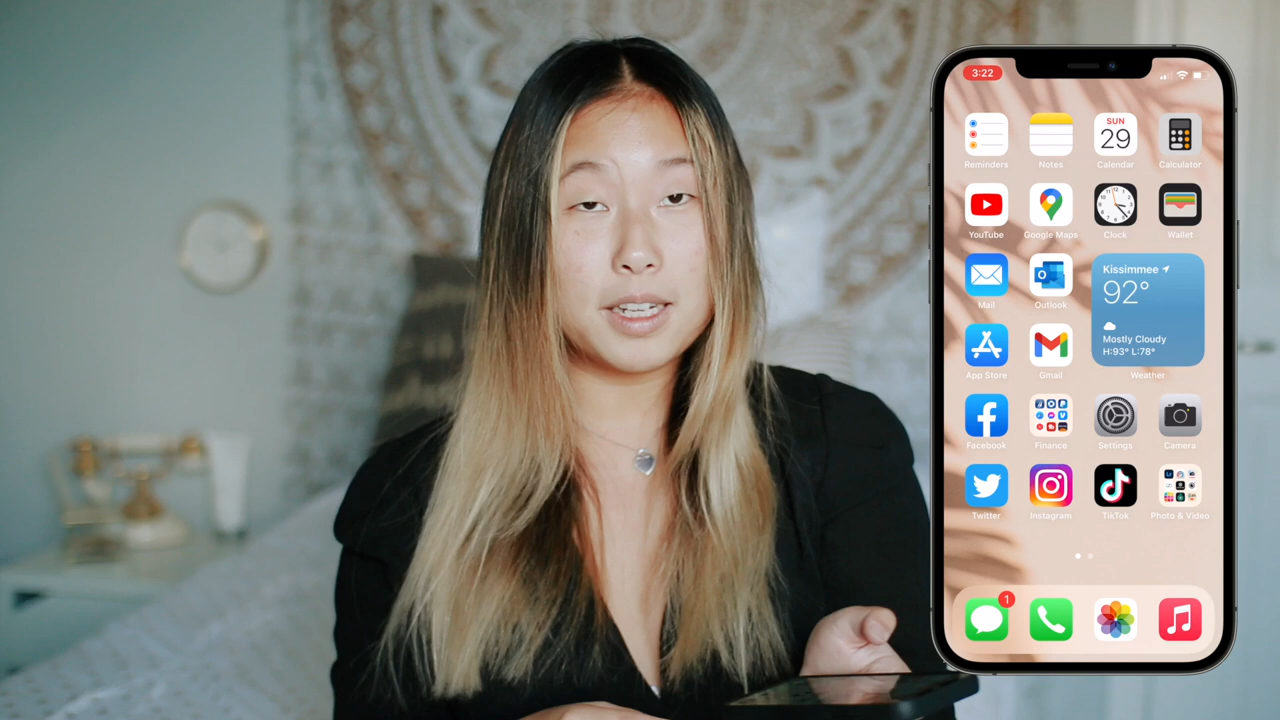 3:22
SUN
29
Reminders Notes Calendar Calculator
YouTube Google Maps Clock Wallet
Kissimmee
92°
Mail Outlook
Mostly Cloudy
H:93° L:78°
App Store Gmail Weather
Facebook Finance Settings Camera
Twitter Instagram TikTok Photo & Video
1